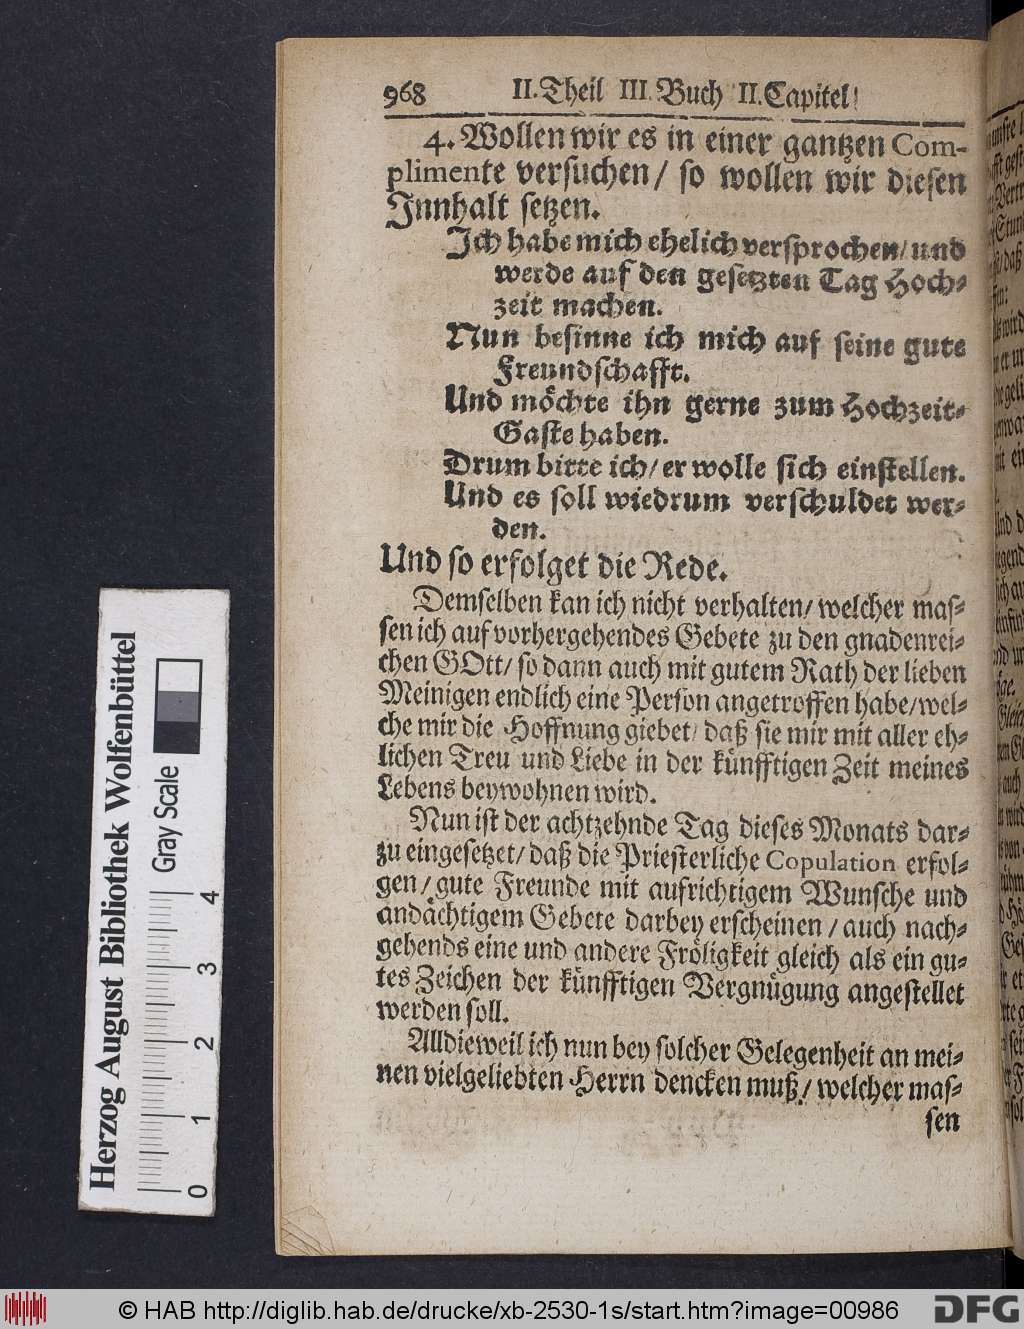 968 II. Theil III. Buch II. Capitel
4. Wollen wir es in einer gantzen Com-
plimente versuchen / so wollen wir diesen
Innhalt setzen.
Ich habe mich ehelich versprochen / und
werde auf den gesetzten Tag Hoch-
zeit machen.
Nun besinne ich mich auf seine gute
Freundschafft.
Und möchte ihn gerne zum Hochzeit-
Gaste haben.
Drum bitte ich / er wolle sich einstellen.
Und es soll wiedrum verschuldet wer-
den.
Und so erfolget die Rede.
Demselben kan ich nicht verhalten / welcher mas-
sen ich auf vorhergehendes Gebete zu den gnadenrei-
chen GOtt / so dann auch mit gutem Rath der lieben
Meinigen endlich eine Person angetroffen habe / wel-
che mir die Hoffnung giebet / daß sie mir mit aller eh-
lichen Treu und Liebe in der künfftigen Zeit meines
Lebens beywohnen wird.
Nun ist der achtzehnde Tag dieses Monats dar-
zu eingesetzet / daß die Priesterliche Copulation erfol-
gen / gute Freunde mit aufrichtigem Wunsche und
andächtigem Gebete darbey erscheinen / auch nach-
gehends eine und andere Fröligkeit gleich als ein gu-
tes Zeichen der künfftigen Vergnügung angestellet
werden soll.
Alldieweil ich nun bey solcher Gelegenheit an mei-
nen vielgeliebten Herrn dencken muß / welcher mas-
sen
Herzog August Bibliothek Wolfenbüttel
Gray Scale
0 1 2 3 4
© HAB http://diglib.hab.de/drucke/xb-2530-1s/start.htm?image=00986
DFG